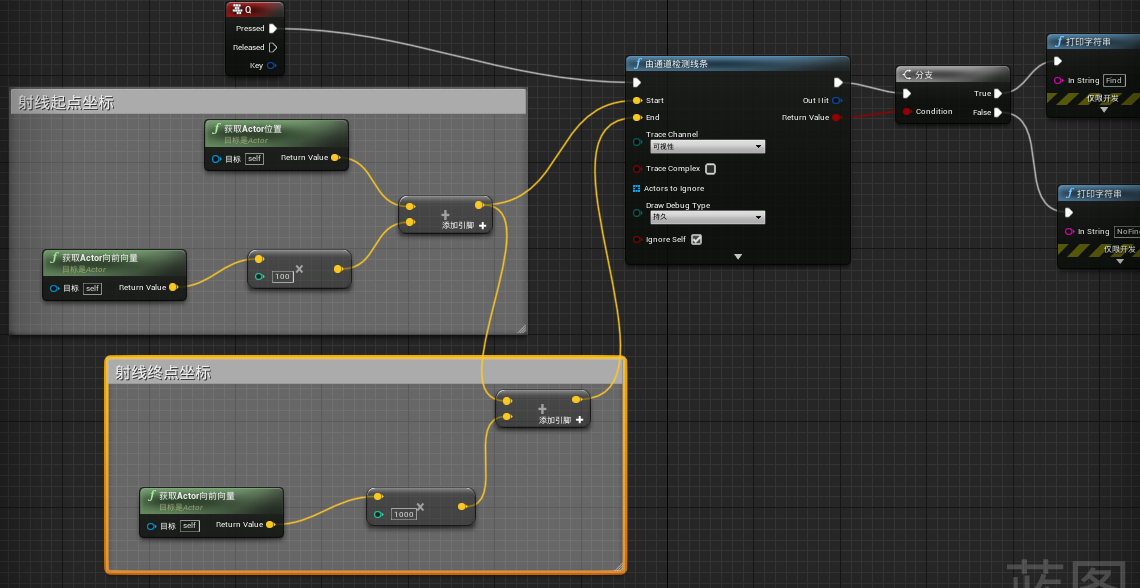 Q
Pressed
Released
Key
射线起点坐标
获取Actor位置
目标是Actor
目标 self
Return Value
添加引脚
获取Actor向前向量
目标是Actor
目标 self
Return Value
×
100
由通道检测线条
Start
Out Hit
End
Return Value
Trace Channel
可视性
Trace Complex
Actors to Ignore
Draw Debug Type
持久
Ignore Self
分支
True
Condition
False
打印字符串
In String Find
仅限开发
打印字符串
In String NoFin
仅限开发
射线终点坐标
添加引脚
获取Actor向前向量
目标是Actor
目标 self
Return Value
×
1000
蓝图